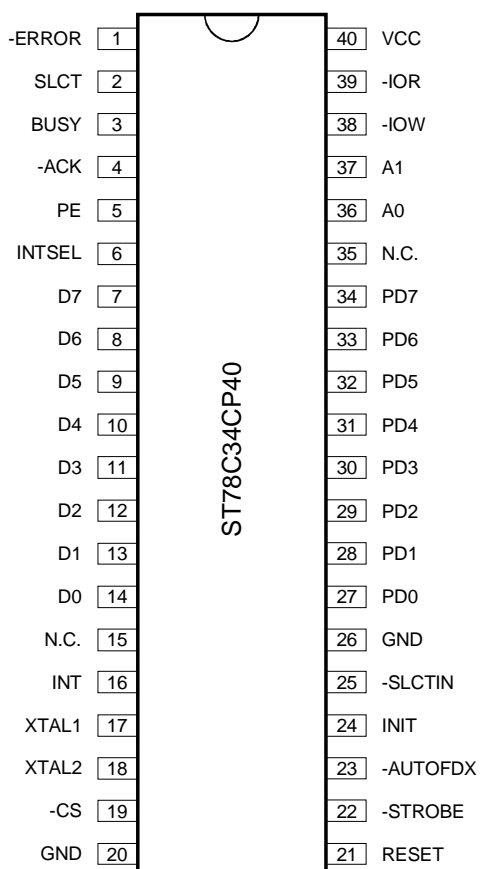 -ERROR 1 40 VCC
SLCT 2 39 -IOR
BUSY 3 38 -IOW
-ACK 4 37 A1
PE 5 36 A0
INTSEL 6 35 N.C.
D7 7 34 PD7
D6 8 33 PD6
D5 9 32 PD5
D4 10 31 PD4
D3 11 30 PD3
D2 12 29 PD2
D1 13 28 PD1
D0 14 27 PD0
N.C. 15 26 GND
INT 16 25 -SLCTIN
XTAL1 17 24 INIT
XTAL2 18 23 -AUTOFDX
-CS 19 22 -STROBE
GND 20 21 RESET
ST78C34CP40